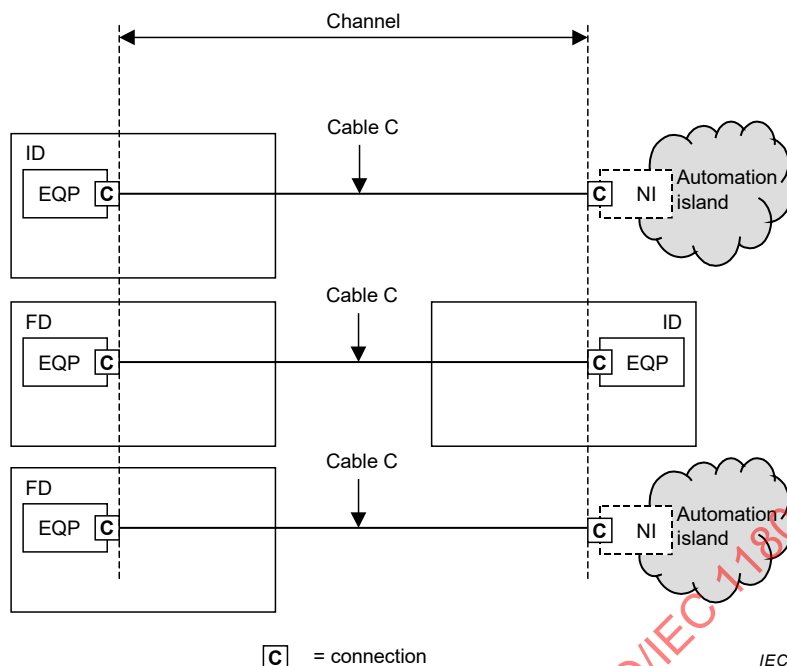 Channel
Cable C
ID
EQP
C
C
NI
Automation
island
Cable C
FD
EQP
C
ID
C
EQP
Cable C
FD
EQP
C
C
NI
Automation
island
C = connection
IEC